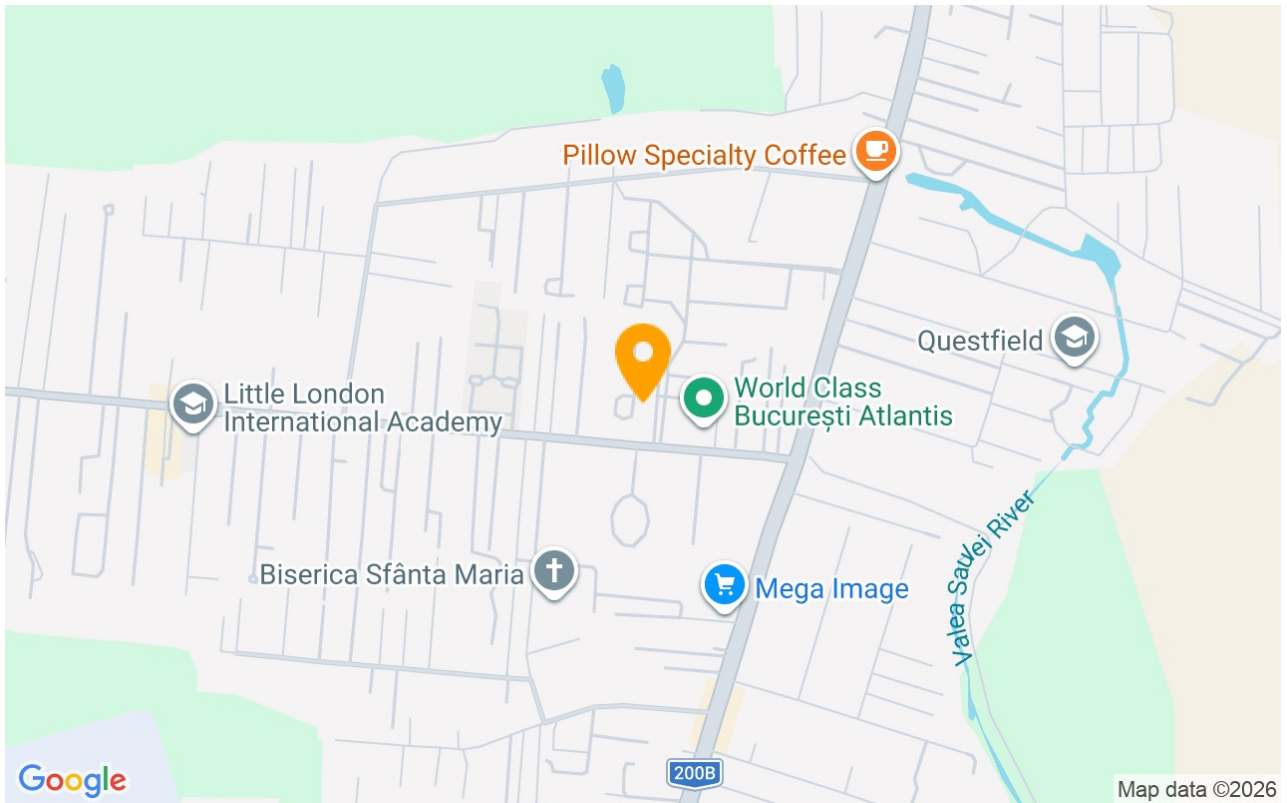 Pillow Specialty Coffee
Questfield
World Class
București Atlantis
Little London
International Academy
Valea Saulei River
Biserica Sfânta Maria
Mega Image
200B
Google
Map data ©2026